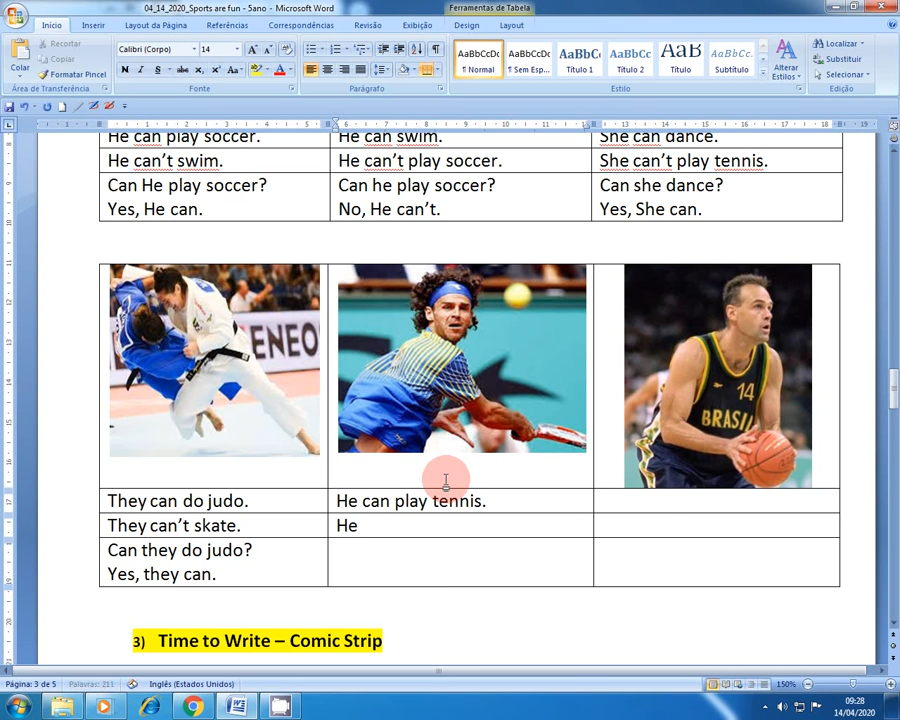 04_14_2020_Sports are fun - 5ano - Microsoft Word
Ferramentas de Tabela
Início
Inserir
Layout da Página
Referências
Correspondências
Revisão
Exibição
Design
Layout
Colar
Recortar
Copiar
Formatar Pincel
Área de Transferência
Calibri (Corpo)
14
Fonte
Parágrafo
AaBbCcDc
¶ Normal
AaBbCcDc
¶ Sem Esp...
AaBbCc
Título 1
AaBbCc
Título 2
AaB
Título
AaBbCc.
Subtítulo
Alterar
Estilos
Estilo
Localizar
Substituir
Selecionar
Edição
He can play soccer.
He can swim.
She can dance.
He can't swim.
He can’t play soccer.
She can’t play tennis.
Can He play soccer?
Yes, He can.
Can he play soccer?
No, He can’t.
Can she dance?
Yes, She can.
ENEO
14
BRASIL
They can do judo.
He can play tennis.
They can’t skate.
He
Can they do judo?
Yes, they can.
3) Time to Write – Comic Strip
Página: 3 de 5
Palavras: 211
Inglês (Estados Unidos)
150%
09:28
14/04/2020